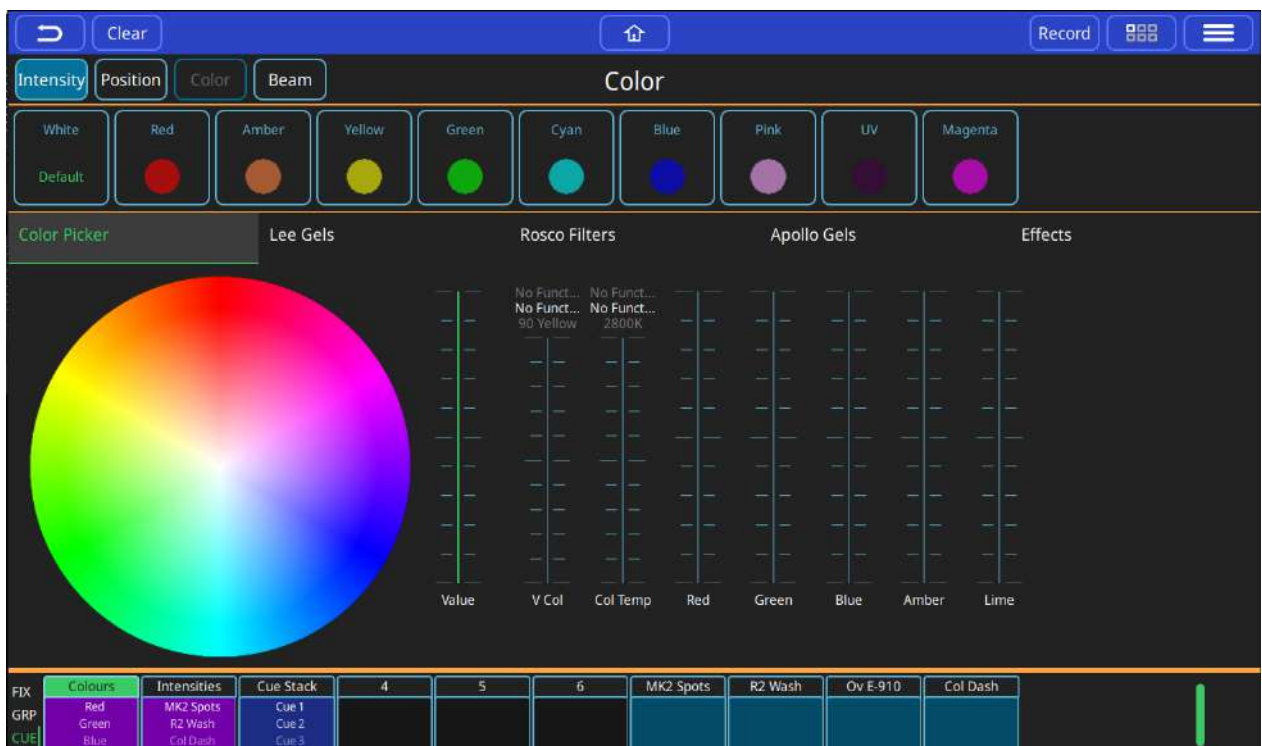 Clear
Record
Intensity Position Color Beam Color
White Red Amber Yellow Green Cyan Blue Pink UV Magenta
Default
Color Picker Lee Gels Rosco Filters Apollo Gels Effects
No Funct... No Funct...
No Funct... No Funct...
90 Yellow 2800K
Value V Col Col Temp Red Green Blue Amber Lime
FIX Colours Intensities Cue Stack 4 5 6 MK2 Spots R2 Wash Ov E-910 Col Dash
Red MK2 Spots Cue 1
GRP Green R2 Wash Cue 2
CUE Blue Col Dash Cue 3